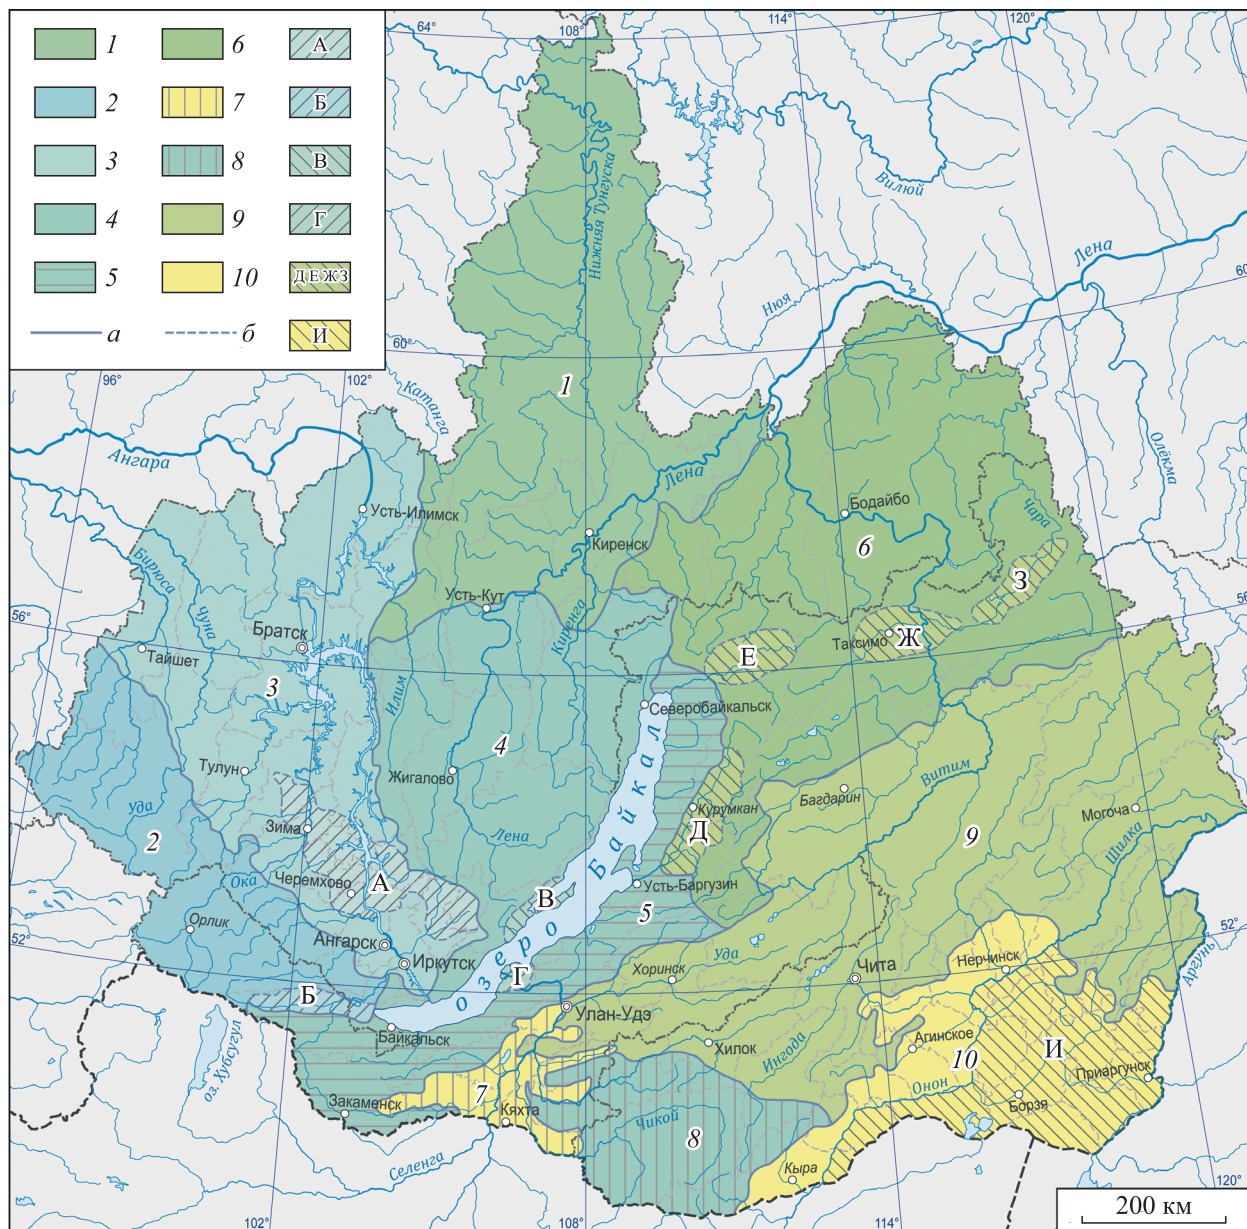 1
6
А
2
7
Б
3
8
В
4
9
Г
5
10
Д Е Ж З
а
б
И
64°
108°
114°
120°
Вилюй
Нижняя Тунгуска
Лена
60°
Нюя
60°
96°
102°
Катанга
1
Олёкма
Ангара
Лена
Усть-Илимск
Бодайбо
Чара
6
Киренск
Бирюса
Чуна
Усть-Кут
Киренга
З
56°
56°
Братск
Таксимо
Ж
Тайшет
Е
3
Илим
Северобайкальск
4
Тулун
Жигалово
Витим
Багдарин
Курумкан
Могоча
Уда
Зима
Лена
Д
9
Шилка
2
озеро Байкал
Ока
Черемхово
А
Усть-Баргузин
В
5
Орлик
52°
Ангарск
Иркутск
Уда
52°
Аргунь
Г
Хоринск
Чита
Нерчинск
Б
Улан-Удэ
Байкальск
оз. Хубсугул
Хилок
Ингода
Агинское
10
И
Приаргунск
Онон
7
Закаменск
Кяхта
Борзя
Чикой
8
Селенга
Кыра
120°
200 км
102°
108°
114°